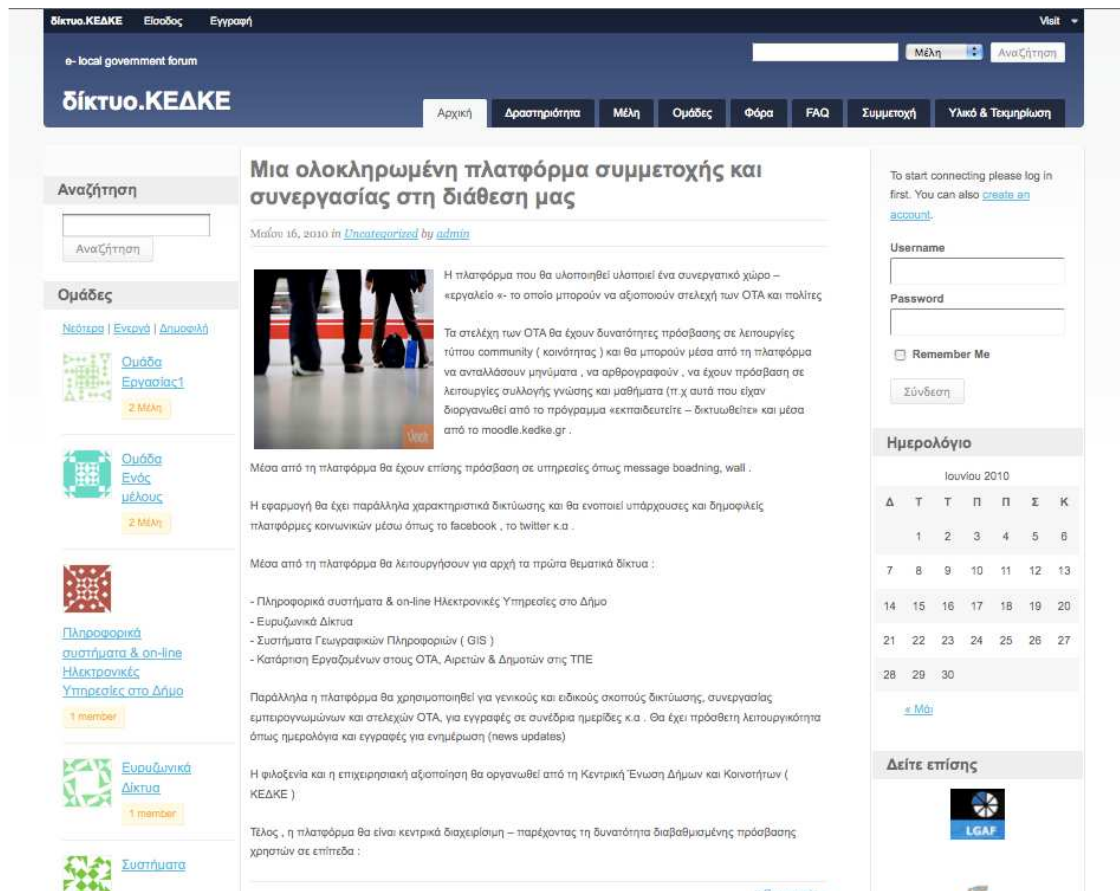 δίκτυο.ΚΕΔΚΕ Είσοδος Εγγραφή Visit
e- local government forum
Μέλη Αναζήτηση
δίκτυο.ΚΕΔΚΕ
Αρχική Δραστηριότητα Μέλη Ομάδες Φόρα FAQ Συμμετοχή Υλικό & Τεκμηρίωση
Αναζήτηση
Αναζήτηση
Ομάδες
Νεότερα | Ενεργά | Δημοφιλή
Ομάδα
Εργασίας1
2 Μέλη
Ομάδα
Ενός
μέλους
2 Μέλη
Πληροφορικά
συστήματα & on-line
Ηλεκτρονικές
Υπηρεσίες στο Δήμο
1 member
Ευρυζωνικά
Δίκτυα
1 member
Συστήματα
Μια ολοκληρωμένη πλατφόρμα συμμετοχής και
συνεργασίας στη διάθεση μας
Μαΐου 16, 2010 in Uncategorized by admin
Η πλατφόρμα που θα υλοποιηθεί υλοποιεί ένα συνεργατικό χώρο –
«εργαλείο «- το οποίο μπορούν να αξιοποιούν στελεχή των ΟΤΑ και πολίτες
Τα στελέχη των ΟΤΑ θα έχουν δυνατότητες πρόσβασης σε λειτουργίες
τύπου community ( κοινότητας ) και θα μπορούν μέσα από τη πλατφόρμα
να ανταλλάσουν μηνύματα , να αρθρογραφούν , να έχουν πρόσβαση σε
λειτουργίες συλλογής γνώσης και μαθήματα (π.χ αυτά που είχαν
διοργανωθεί από το πρόγραμμα «εκπαιδευτείτε – δικτυωθείτε» και μέσα
από το moodle.kedke.gr .
Μέσα από τη πλατφόρμα θα έχουν επίσης πρόσβαση σε υπηρεσίες όπως message boadning, wall .
Η εφαρμογή θα έχει παράλληλα χαρακτηριστικά δικτύωσης και θα ενοποιεί υπάρχουσες και δημοφιλείς
πλατφόρμες κοινωνικών μέσω όπως το facebook , το twitter κ.α .
Μέσα από τη πλατφόρμα θα λειτουργήσουν για αρχή τα πρώτα θεματικά δίκτυα :
- Πληροφορικά συστήματα & on-line Ηλεκτρονικές Υπηρεσίες στο Δήμο
- Ευρυζωνικά Δίκτυα
- Συστήματα Γεωγραφικών Πληροφοριών ( GIS )
- Κατάρτιση Εργαζομένων στους ΟΤΑ, Αιρετών & Δημοτών στις ΤΠΕ
Παράλληλα η πλατφόρμα θα χρησιμοποιηθεί για γενικούς και ειδικούς σκοπούς δικτύωσης, συνεργασίας
εμπειρογνωμώνων και στελεχών ΟΤΑ, για εγγραφές σε συνέδρια ημερίδες κ.α . Θα έχει πρόσθετη λειτουργικότητα
όπως ημερολόγια και εγγραφές για ενημέρωση (news updates)
Η φιλοξενία και η επιχειρησιακή αξιοποίηση θα οργανωθεί από τη Κεντρική Ένωση Δήμων και Κοινοτήτων (
ΚΕΔΚΕ )
Τέλος , η πλατφόρμα θα είναι κεντρικά διαχειρίσιμη – παρέχοντας τη δυνατότητα διαβαθμισμένης πρόσβασης
χρηστών σε επίπεδα :
To start connecting please log in
first. You can also create an
account.
Username
Password
Remember Me
Σύνδεση
Ημερολόγιο
Ιουνίου 2010
Δ Τ Τ Π Π Σ Κ
1 2 3 4 5 6
7 8 9 10 11 12 13
14 15 16 17 18 19 20
21 22 23 24 25 26 27
28 29 30
« Μάι
Δείτε επίσης
LGAF